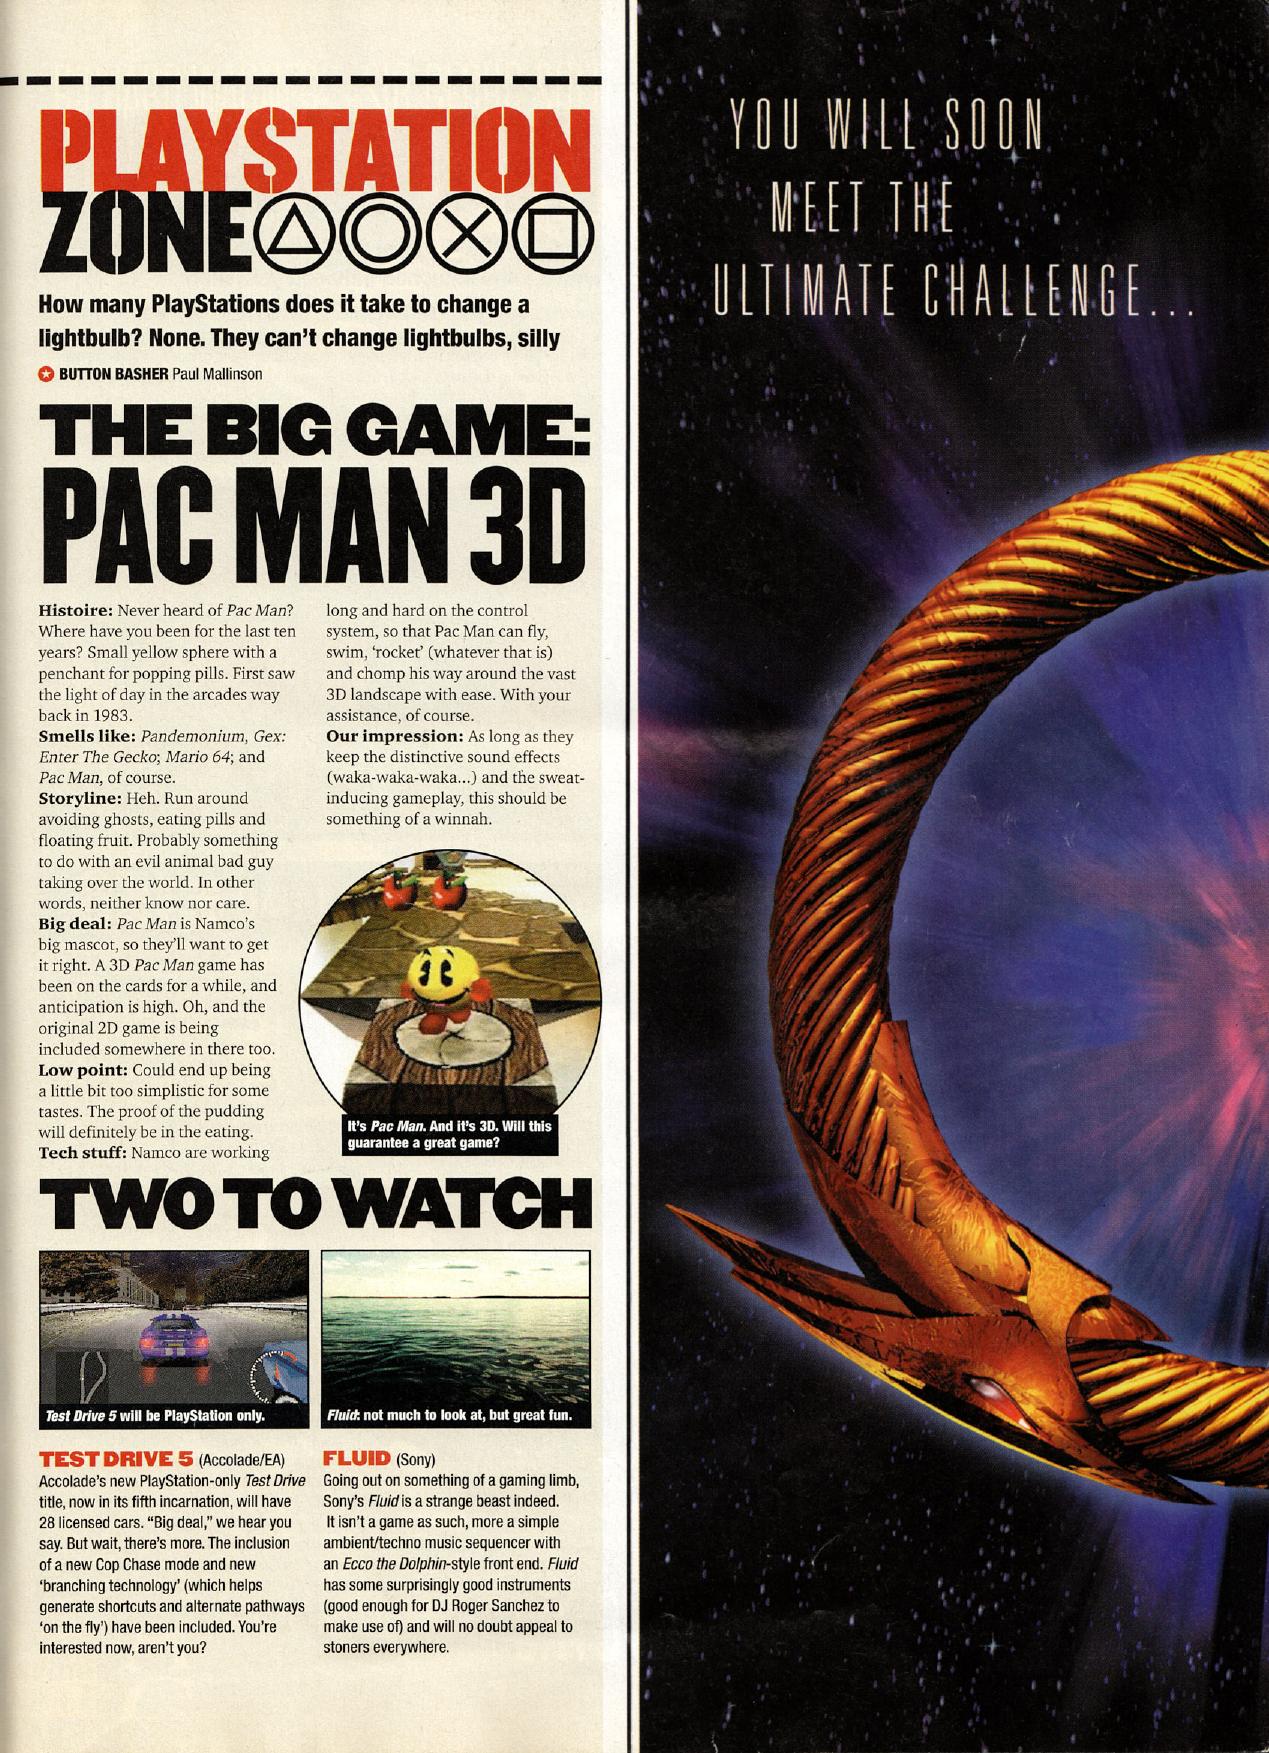 PLAYSTATION
ZONE
How many PlayStations does it take to change a
lightbulb? None. They can't change lightbulbs, silly
BUTTON BASHER Paul Mallinson
THE BIG GAME:
PAC MAN 3D
Histoire: Never heard of Pac Man?
Where have you been for the last ten
years? Small yellow sphere with a
penchant for popping pills. First saw
the light of day in the arcades way
back in 1983.
Smells like: Pandemonium, Gex:
Enter The Gecko; Mario 64; and
Pac Man, of course.
Storyline: Heh. Run around
avoiding ghosts, eating pills and
floating fruit. Probably something
to do with an evil animal bad guy
taking over the world. In other
words, neither know nor care.
Big deal: Pac Man is Namco's
big mascot, so they'll want to get
it right. A 3D Pac Man game has
been on the cards for a while, and
anticipation is high. Oh, and the
original 2D game is being
included somewhere in there too.
Low point: Could end up being
a little bit too simplistic for some
tastes. The proof of the pudding
will definitely be in the eating.
Tech stuff: Namco are working
long and hard on the control
system, so that Pac Man can fly,
swim, 'rocket' (whatever that is)
and chomp his way around the vast
3D landscape with ease. With your
assistance, of course.
Our impression: As long as they
keep the distinctive sound effects
(waka-waka-waka...) and the sweat-
inducing gameplay, this should be
something of a winnah.
It's Pac Man. And it's 3D. Will this
guarantee a great game?
TWO TO WATCH
Test Drive 5 will be PlayStation only.
Fluid: not much to look at, but great fun.
TEST DRIVE 5 (Accolade/EA)
Accolade's new PlayStation-only Test Drive
title, now in its fifth incarnation, will have
28 licensed cars. "Big deal," we hear you
say. But wait, there's more. The inclusion
of a new Cop Chase mode and new
'branching technology' (which helps
generate shortcuts and alternate pathways
'on the fly') have been included. You're
interested now, aren't you?
FLUID (Sony)
Going out on something of a gaming limb,
Sony's Fluid is a strange beast indeed.
It isn't a game as such, more a simple
ambient/techno music sequencer with
an Ecco the Dolphin-style front end. Fluid
has some surprisingly good instruments
(good enough for DJ Roger Sanchez to
make use of) and will no doubt appeal to
stoners everywhere.
YOU WILL SOON
MEET THE
ULTIMATE CHALLENGE...